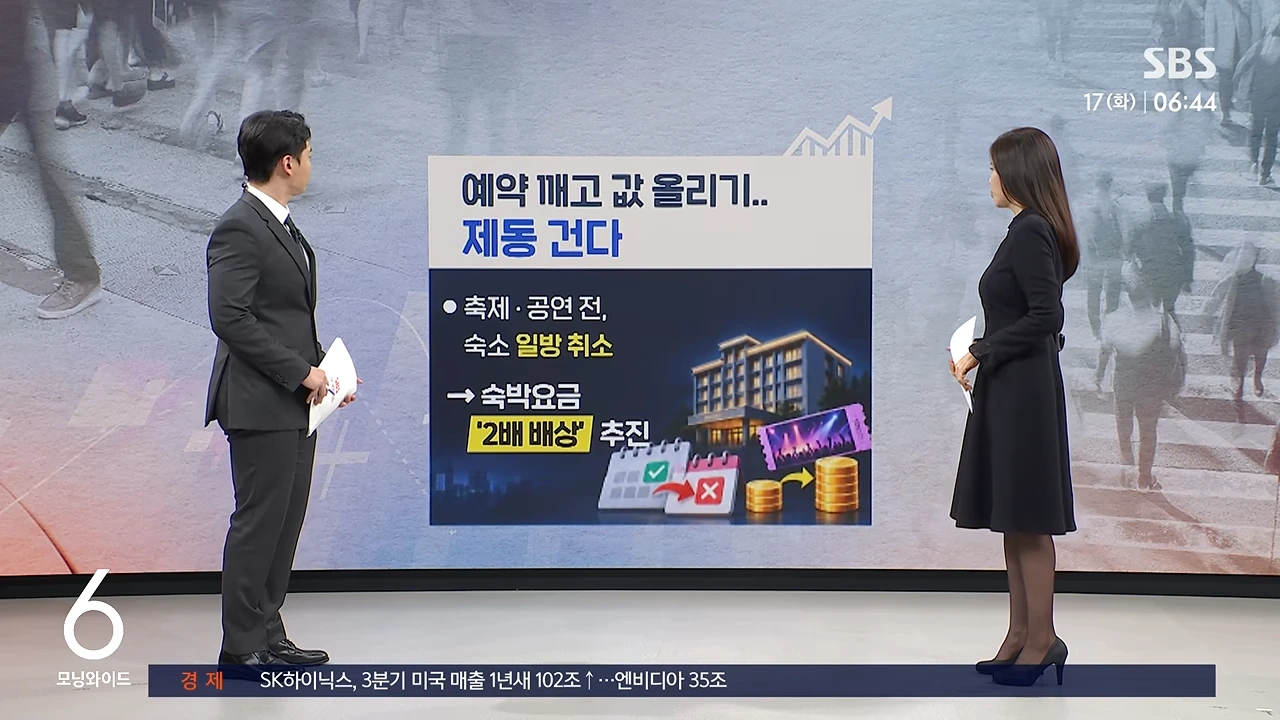 SBS
17(화) | 06:44
예약 깨고 값 올리기..
제동 건다
● 축제·공연 전,
숙소 일방 취소
→ 숙박요금
'2배 배상' 추진
6
모닝와이드
경제 SK하이닉스, 3분기 미국 매출 1년새 102조↑…엔비디아 35조